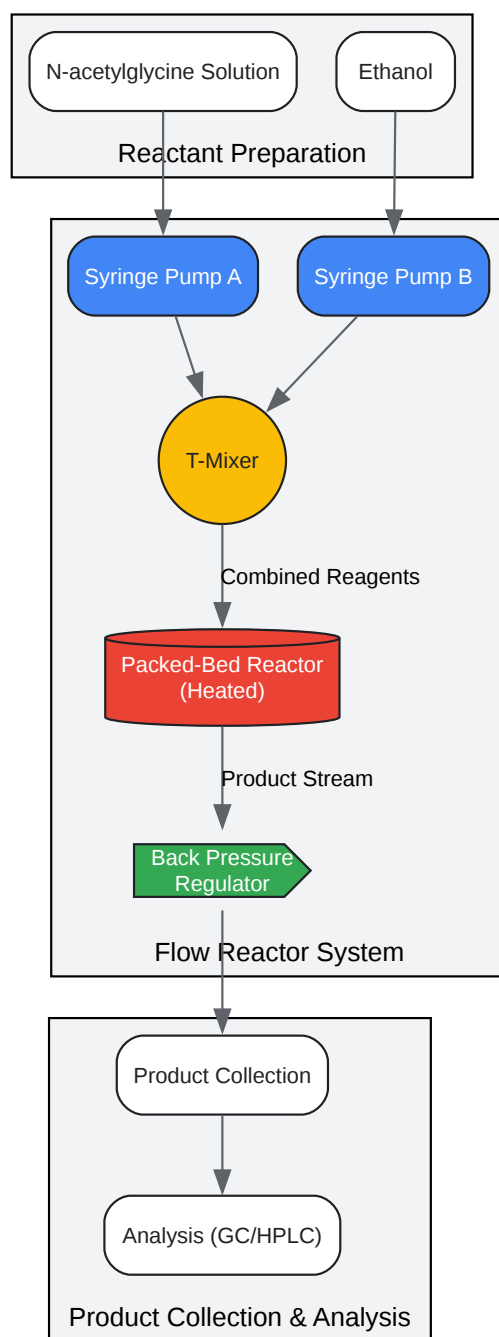 N-acetylglycine Solution
Ethanol
Reactant Preparation
Syringe Pump A
Syringe Pump B
T-Mixer
Combined Reagents
Packed-Bed Reactor
(Heated)
Product Stream
Back Pressure
Regulator
Flow Reactor System
Product Collection
Analysis (GC/HPLC)
Product Collection & Analysis